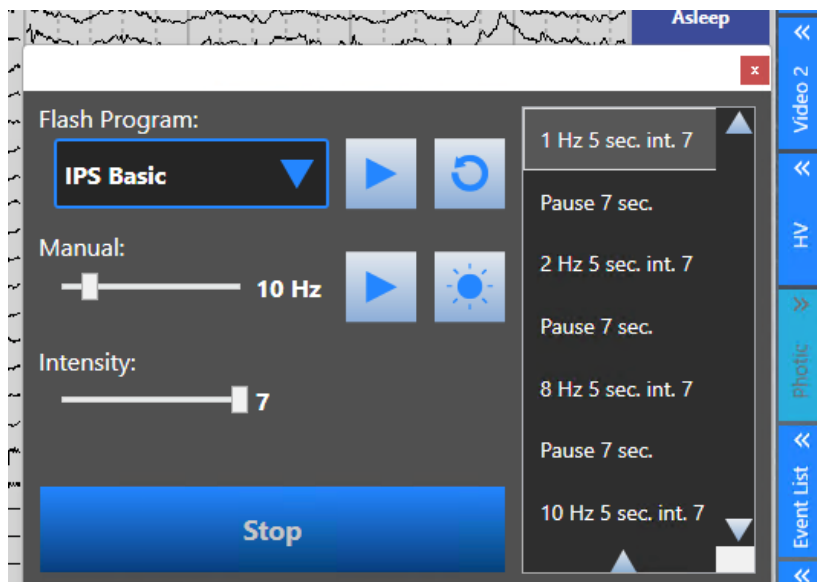 Asleep
x
Flash Program:
IPS Basic
Manual:
10 Hz
Intensity:
7
Stop
1 Hz 5 sec. int. 7
Pause 7 sec.
2 Hz 5 sec. int. 7
Pause 7 sec.
8 Hz 5 sec. int. 7
Pause 7 sec.
10 Hz 5 sec. int. 7
Video 2
HV
Photic
Event List